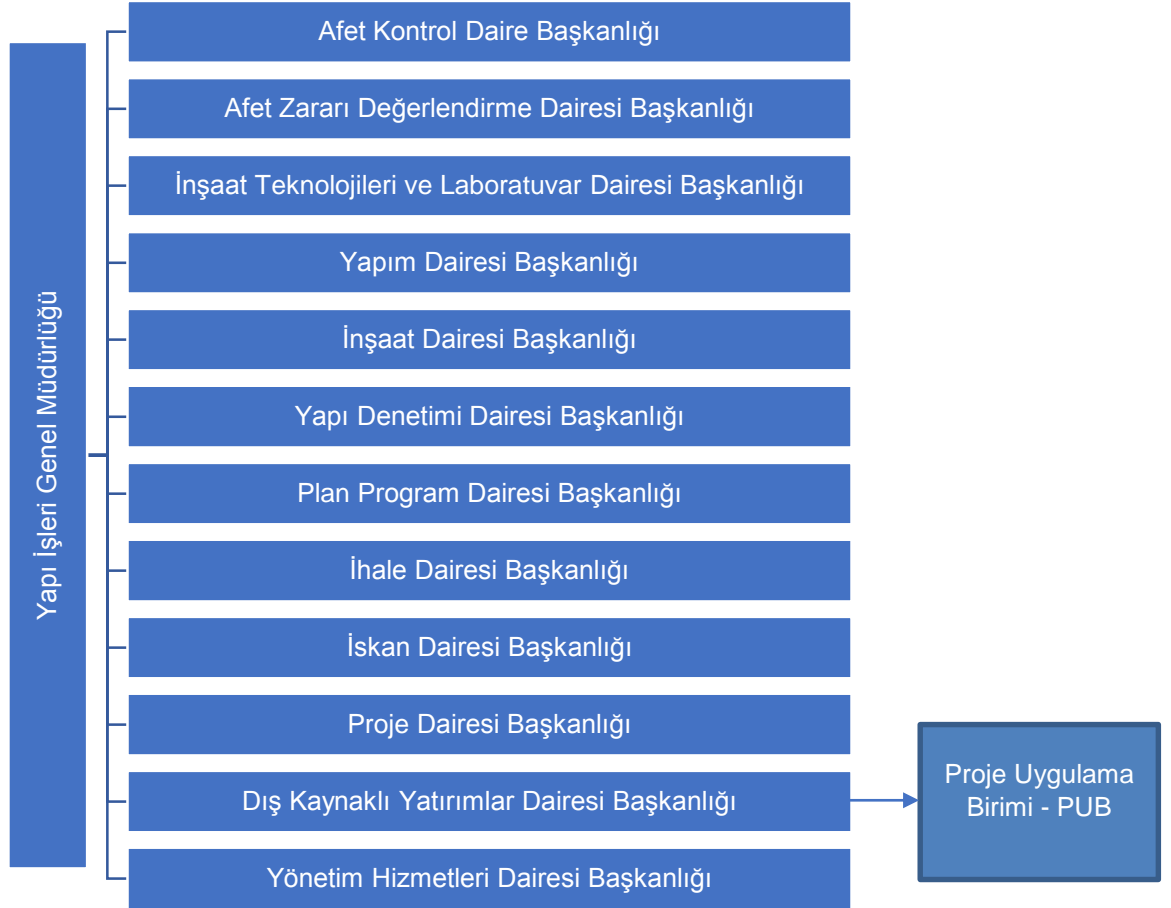 Yapı İşleri Genel Müdürlüğü
Afet Kontrol Daire Başkanlığı
Afet Zararı Değerlendirme Dairesi Başkanlığı
İnşaat Teknolojileri ve Laboratuvar Dairesi Başkanlığı
Yapım Dairesi Başkanlığı
İnşaat Dairesi Başkanlığı
Yapı Denetimi Dairesi Başkanlığı
Plan Program Dairesi Başkanlığı
İhale Dairesi Başkanlığı
İskan Dairesi Başkanlığı
Proje Dairesi Başkanlığı
Dış Kaynaklı Yatırımlar Dairesi Başkanlığı
Proje Uygulama
Birimi - PUB
Yönetim Hizmetleri Dairesi Başkanlığı